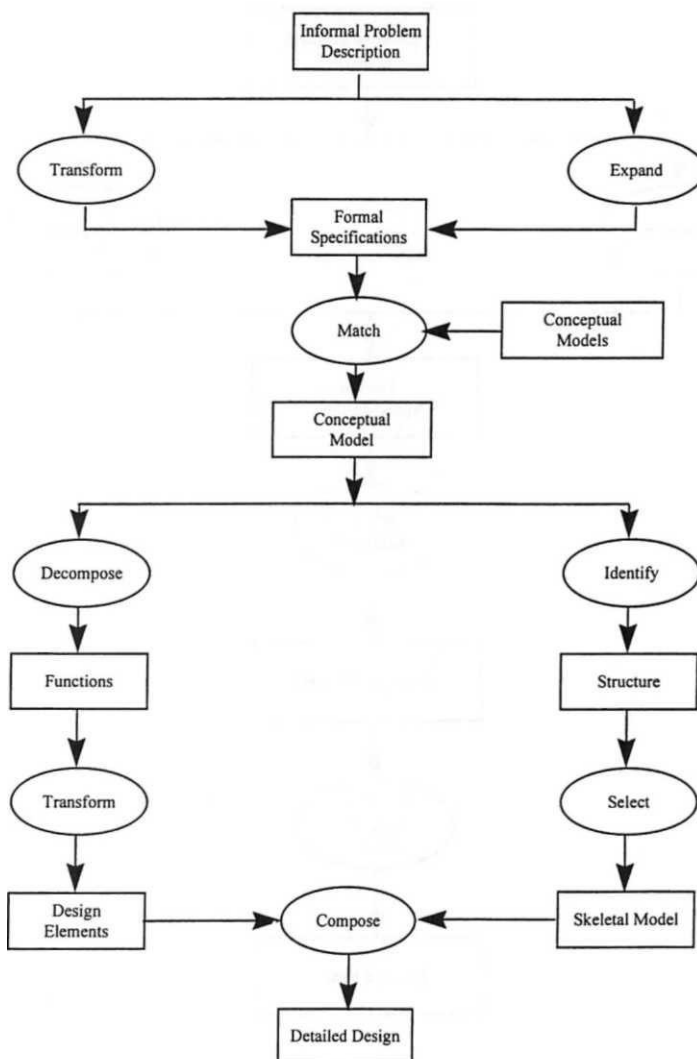 Informal Problem
Description
Transform
Expand
Formal
Specifications
Match
Conceptual
Models
Conceptual
Model
Decompose
Identify
Functions
Structure
Transform
Select
Design
Elements
Compose
Skeletal Model
Detailed Design